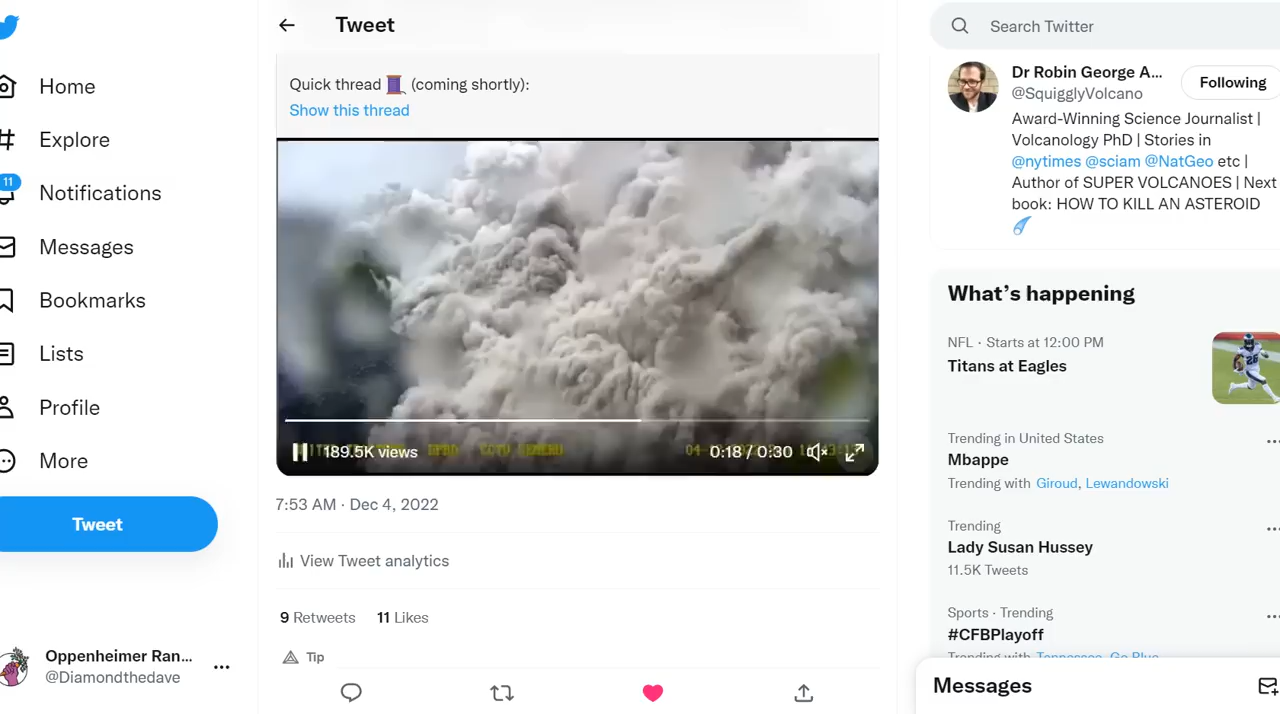 Tweet
Home
Explore
11
Notifications
Messages
Bookmarks
Lists
Profile
More
Tweet
Oppenheimer Ran...
@Diamondthedave
Quick thread 🧵 (coming shortly):
Show this thread
189.5K views
0:18 / 0:30
7:53 AM · Dec 4, 2022
View Tweet analytics
9 Retweets 11 Likes
Tip
Search Twitter
Dr Robin George A...
Following
@SquigglyVolcano
Award-Winning Science Journalist |
Volcanology PhD | Stories in
@nytimes @sciam @NatGeo etc |
Author of SUPER VOLCANOES | Next
book: HOW TO KILL AN ASTEROID
What's happening
NFL · Starts at 12:00 PM
Titans at Eagles
Trending in United States
Mbappe
Trending with Giroud, Lewandowski
Trending
Lady Susan Hussey
11.5K Tweets
Sports · Trending
#CFBPlayoff
Trending with Tennessee, Go Blue
Messages